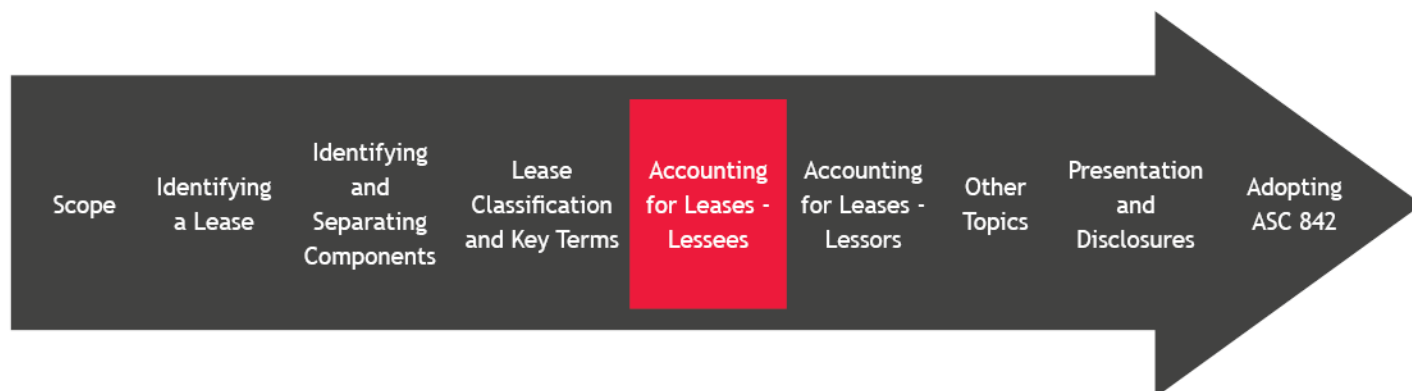 Scope
Identifying
a Lease
Identifying
and
Separating
Components
Lease
Classification
and Key Terms
Accounting
for Leases -
Lessees
Accounting
for Leases -
Lessors
Other
Topics
Presentation
and
Disclosures
Adopting
ASC 842